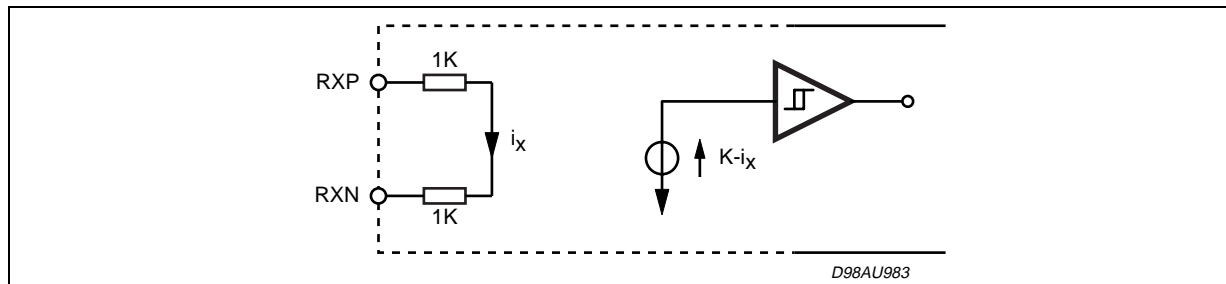 1K
RXP
iX
K-iX
RXN
1K
D98AU983